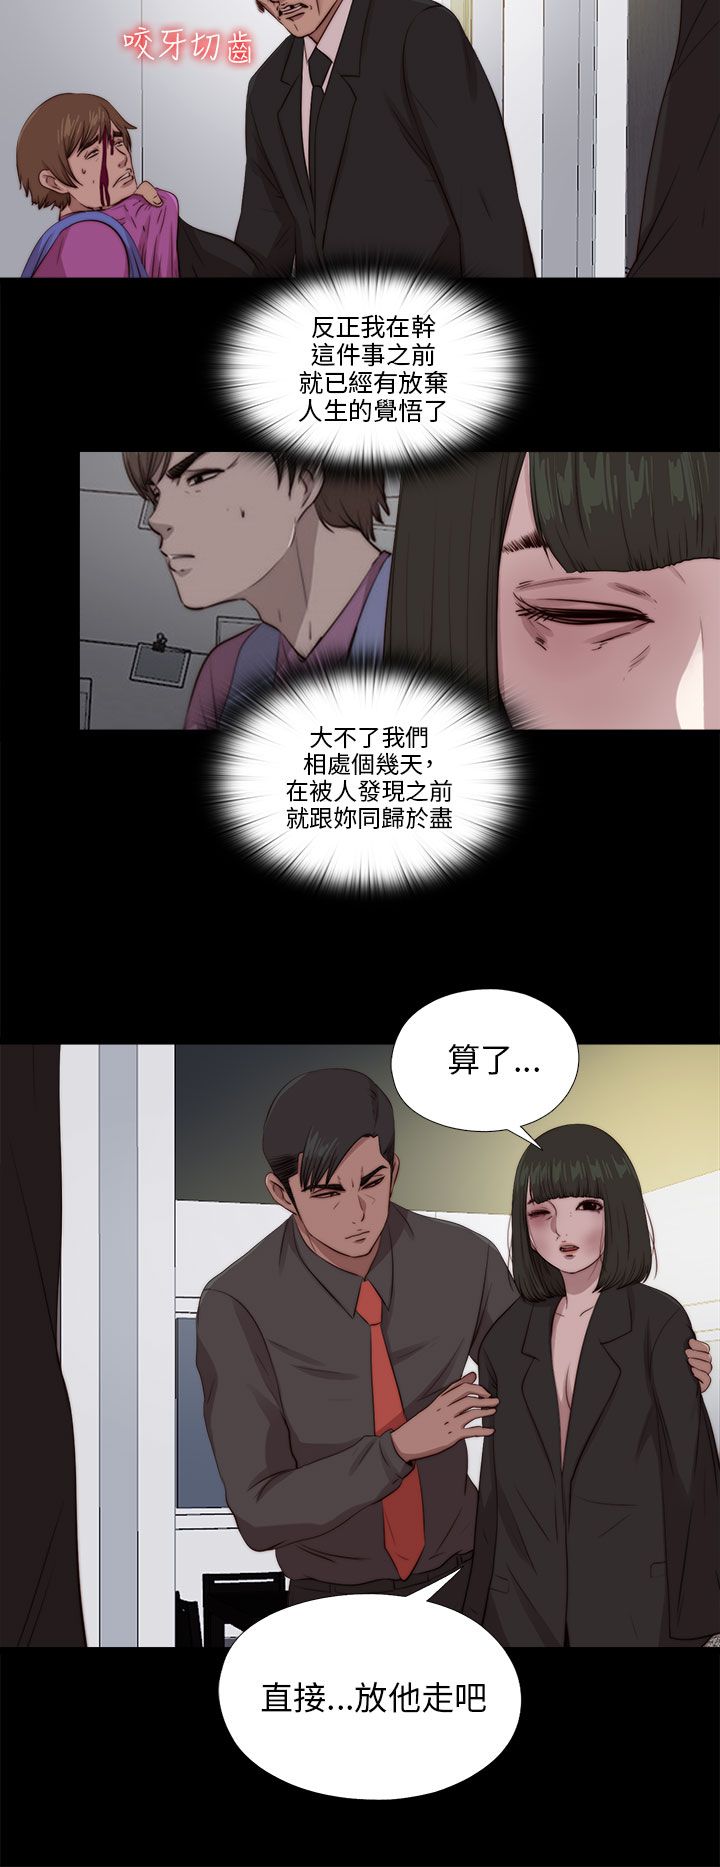 咬牙切齒
反正我在幹
這件事之前
就已經有放棄
人生的覺悟了
大不了我們
相處個幾天,
在被人發現之前
就跟妳同歸於盡
算了...
直接...放他走吧